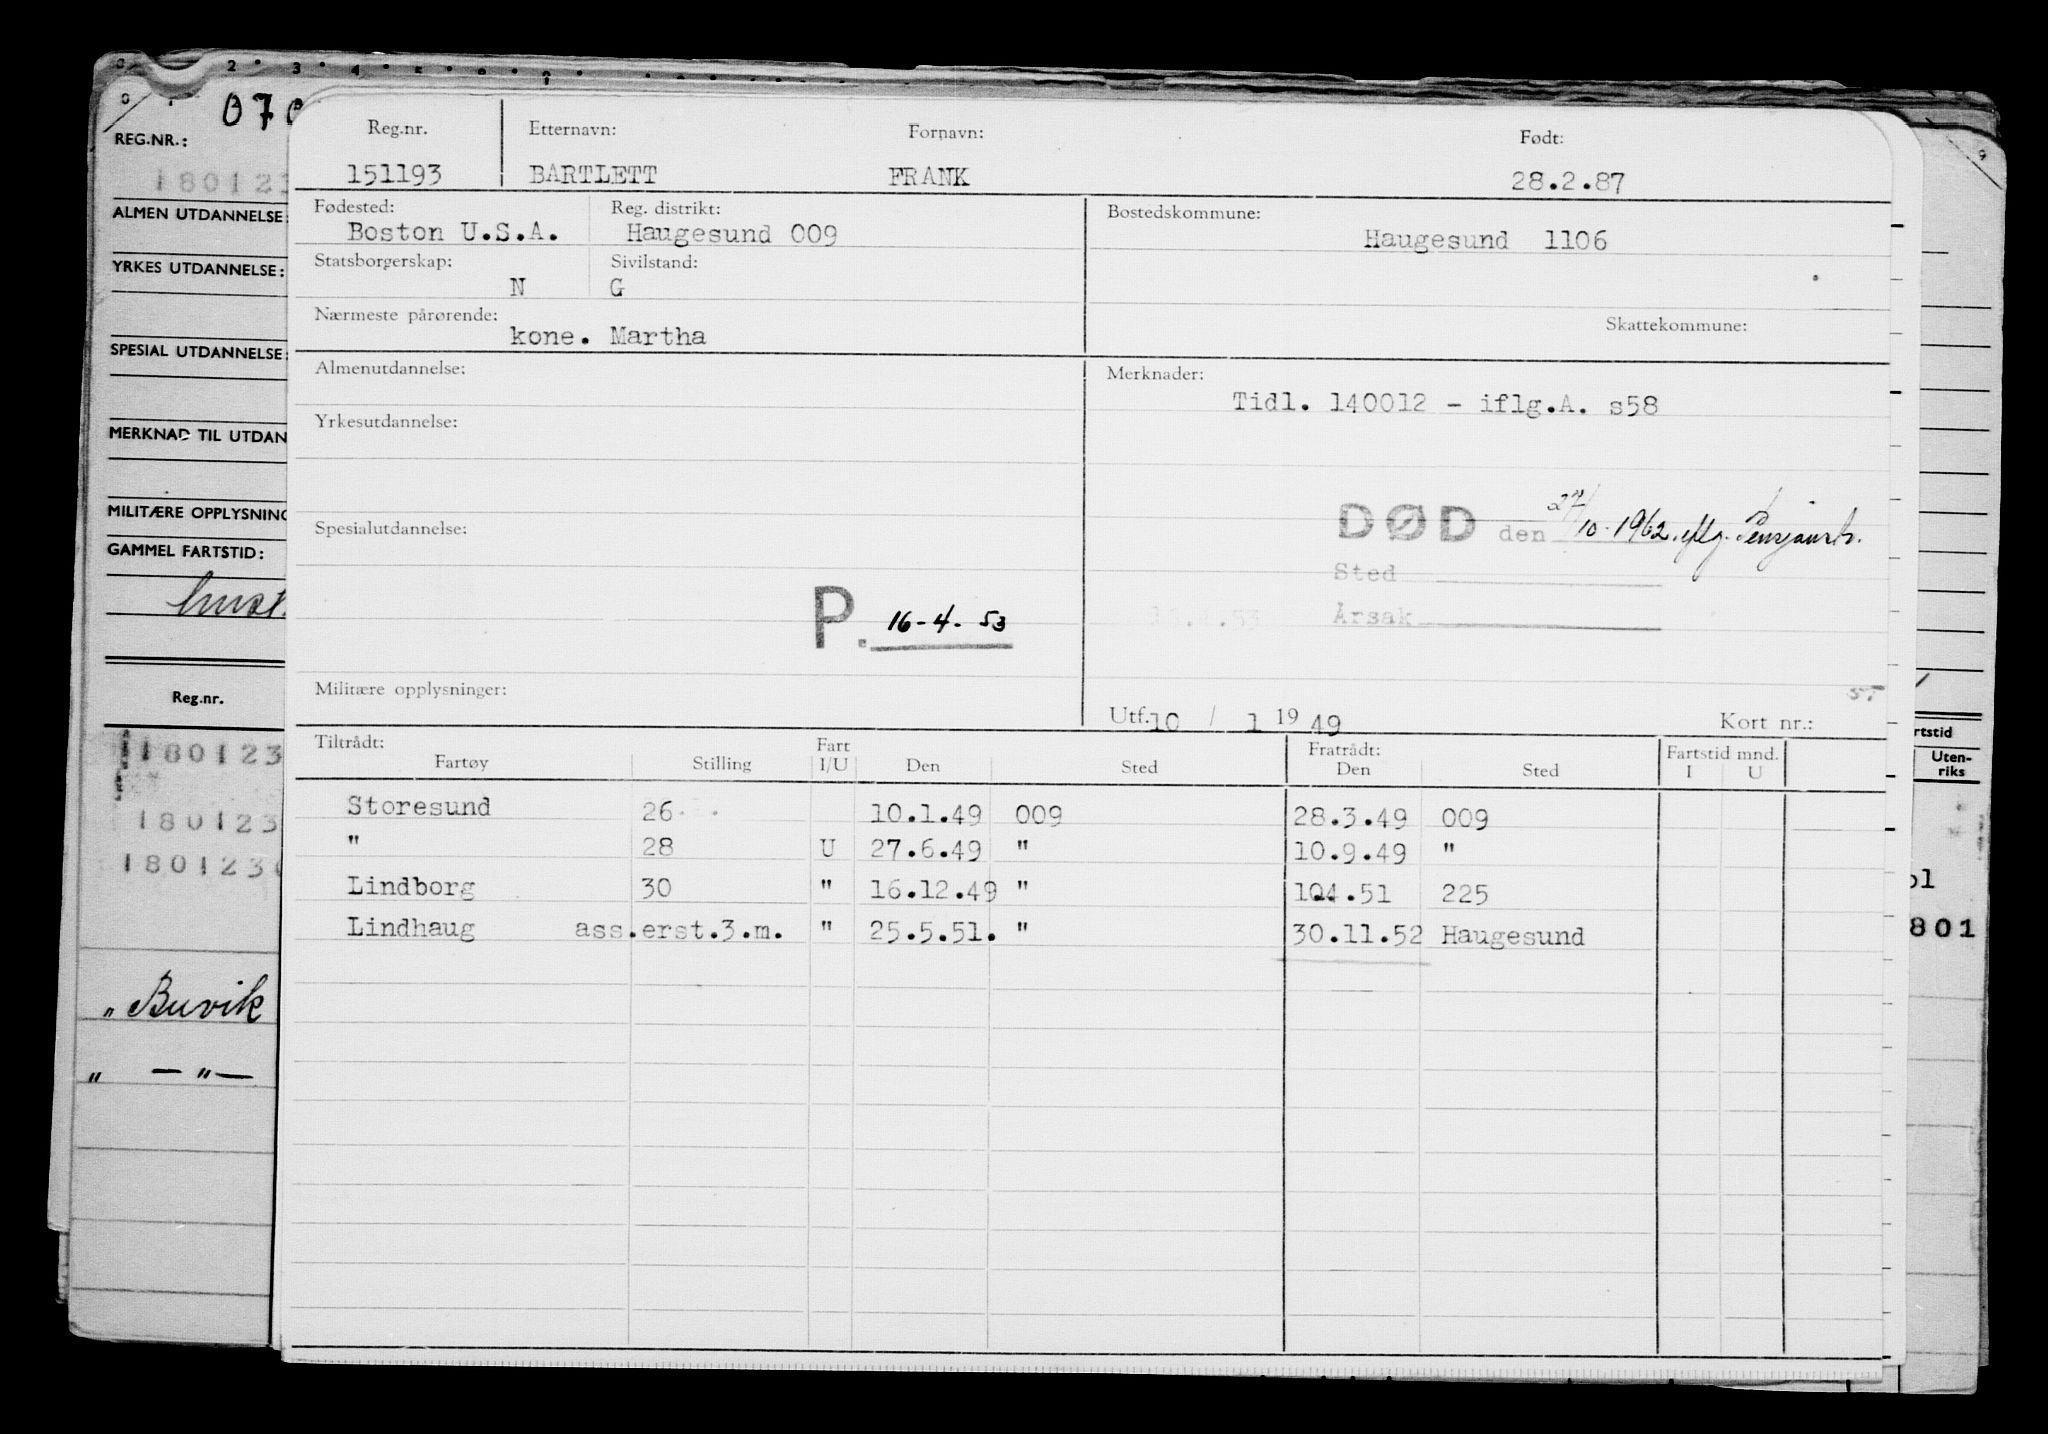 070
REG.NR.:
180123
ALMEN UTDANNELSE:
YRKES UTDANNELSE:
SPESIAL UTDANNELSE:
MERKNAD TIL UTDAN
MILITÆRE OPPLYSNING
GAMMEL FARTSTID:
Reg.nr.
180123
180123
180123
" Buvik
" — " —
Reg.nr. Etternavn: Fornavn: Født:
151193 BARTLETT FRANK 28.2.87
Fødested: Reg. distrikt: Bostedskommune:
Boston U.S.A. Haugesund 009 Haugesund 1106
Statsborgerskap: Sivilstand:
N G
Nærmeste pårørende: Skattekommune:
kone. Martha
Almenutdannelse: Merknader:
Tidl. 140012 - iflg.A. s58
Yrkesutdannelse:
DØD den 27/10-1962. iflg.
Spesialutdannelse:
Sted
P. 16-4-53 Arsak
Militære opplysninger:
Utf. 10 / 1 19 49 Kort nr.:
Tiltrådt: Fart Fratrådt: Fartstid mnd.
Fartøy Stilling I/U Den Sted Den Sted I U
Storesund 26 10.1.49 009 28.3.49 009
" 28 U 27.6.49 " 10.9.49 "
Lindborg 30 " 16.12.49 " 10.4.51 225
Lindhaug ass.erst.3.m. " 25.5.51. " 30.11.52 Haugesund
rtstid
Uten-
riks
801